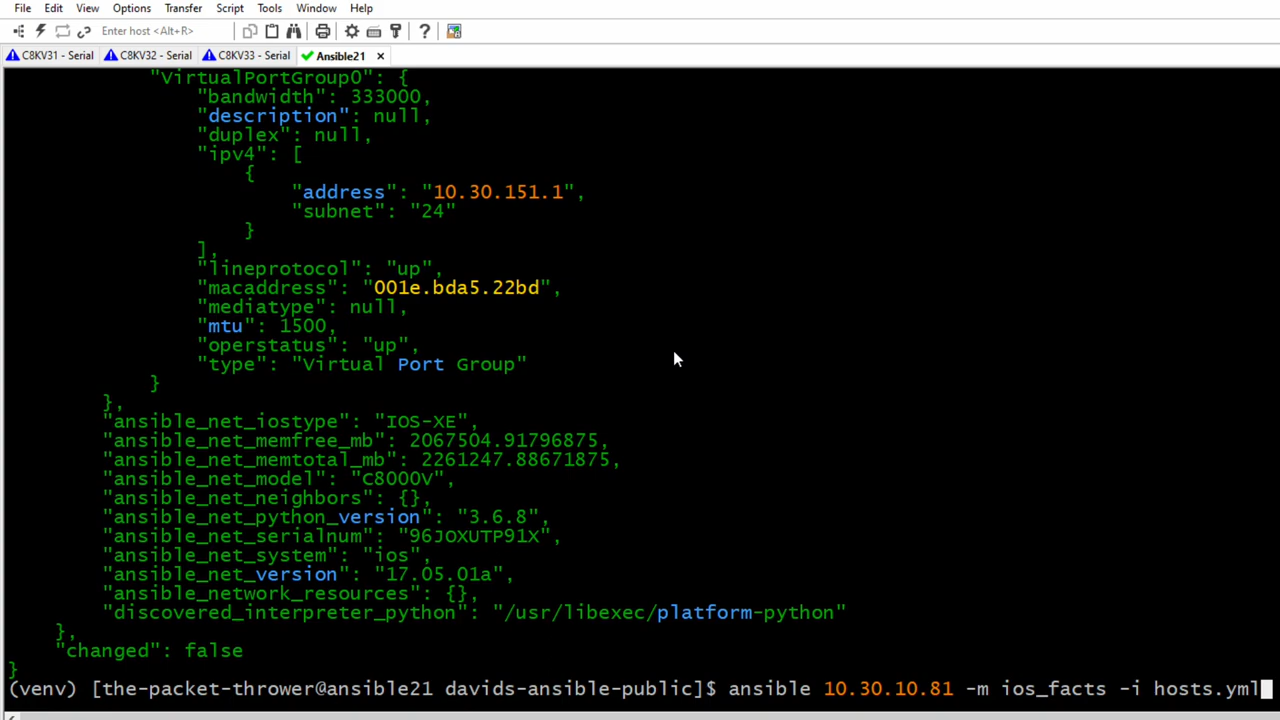 File Edit View Options Transfer Script Tools Window Help
Enter host <Alt+R>
C8KV31 - Serial C8KV32 - Serial C8KV33 - Serial Ansible21
"VirtualPortGroup0": {
"bandwidth": 333000,
"description": null,
"duplex": null,
"ipv4": [
{
"address": "10.30.151.1",
"subnet": "24"
}
],
"lineprotocol": "up",
"macaddress": "001e.bda5.22bd",
"mediatype": null,
"mtu": 1500,
"operstatus": "up",
"type": "Virtual Port Group"
}
},
"ansible_net_iostype": "IOS-XE",
"ansible_net_memfree_mb": 2067504.91796875,
"ansible_net_memtotal_mb": 2261247.88671875,
"ansible_net_model": "C8000V",
"ansible_net_neighbors": {},
"ansible_net_python_version": "3.6.8",
"ansible_net_serialnum": "96JOXUTP91X",
"ansible_net_system": "ios",
"ansible_net_version": "17.05.01a",
"ansible_network_resources": {},
"discovered_interpreter_python": "/usr/libexec/platform-python"
},
"changed": false
}
(venv) [the-packet-thrower@ansible21 davids-ansible-public]$ ansible 10.30.10.81 -m ios_facts -i hosts.yml